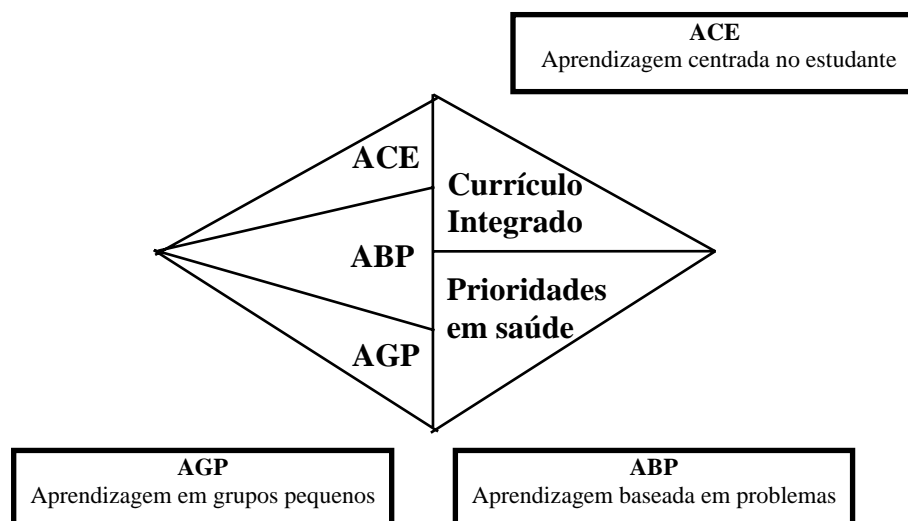 ACE
Aprendizagem centrada no estudante
ACE
Currículo
Integrado
ABP
Prioridades
em saúde
AGP
AGP
Aprendizagem em grupos pequenos
ABP
Aprendizagem baseada em problemas